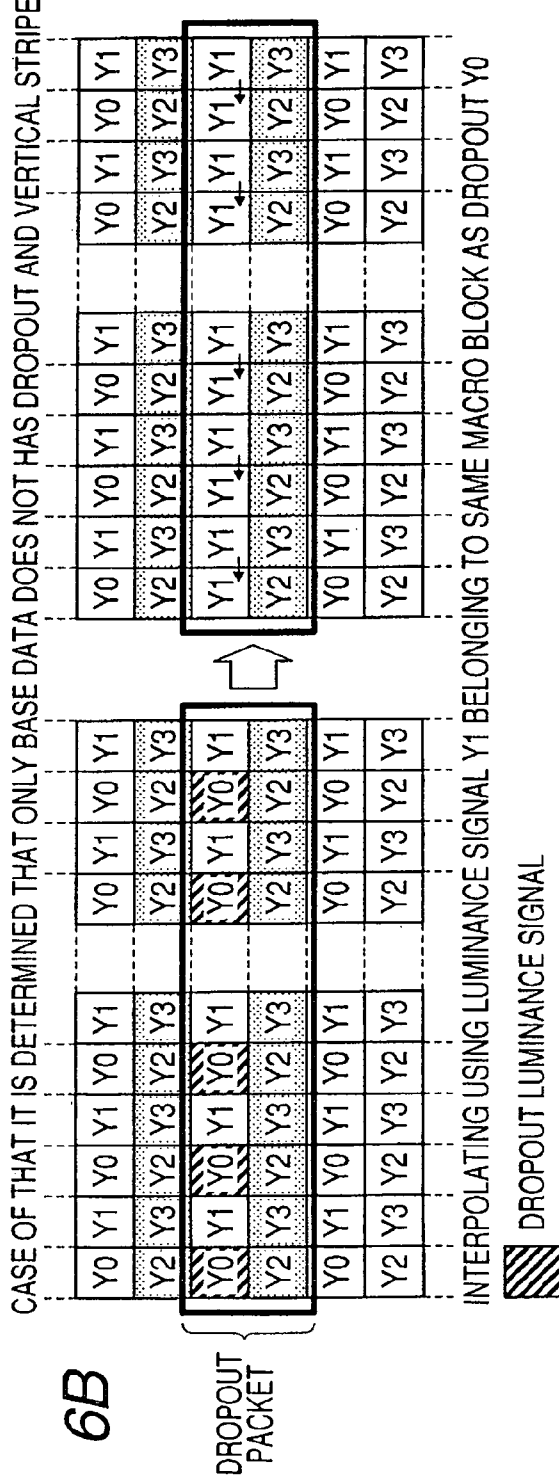 CASE OF THAT IT IS DETERMINED THAT ONLY BASE DATA DOES NOT HAS DROPOUT AND VERTICAL STRIPE
6B
Y0 Y1 Y0 Y1 Y0 Y1 Y0 Y1 Y0 Y1 Y0 Y1 Y0 Y1 Y0 Y1 Y0 Y1 Y0 Y1
Y2 Y3 Y2 Y3 Y2 Y3 Y2 Y3 Y2 Y3 Y2 Y3 Y2 Y3 Y2 Y3 Y2 Y3 Y2 Y3
DROPOUT
PACKET
Y0 Y1 Y0 Y1 Y0 Y1 Y0 Y1 Y0 Y1 Y1 Y1 Y1 Y1 Y1 Y1 Y1 Y1 Y1 Y1
Y2 Y3 Y2 Y3 Y2 Y3 Y2 Y3 Y2 Y3 Y2 Y3 Y2 Y3 Y2 Y3 Y2 Y3 Y2 Y3
Y0 Y1 Y0 Y1 Y0 Y1 Y0 Y1 Y0 Y1 Y0 Y1 Y0 Y1 Y0 Y1 Y0 Y1 Y0 Y1
Y2 Y3 Y2 Y3 Y2 Y3 Y2 Y3 Y2 Y3 Y2 Y3 Y2 Y3 Y2 Y3 Y2 Y3 Y2 Y3
INTERPOLATING USING LUMINANCE SIGNAL Y1 BELONGING TO SAME MACRO BLOCK AS DROPOUT Y0
DROPOUT LUMINANCE SIGNAL